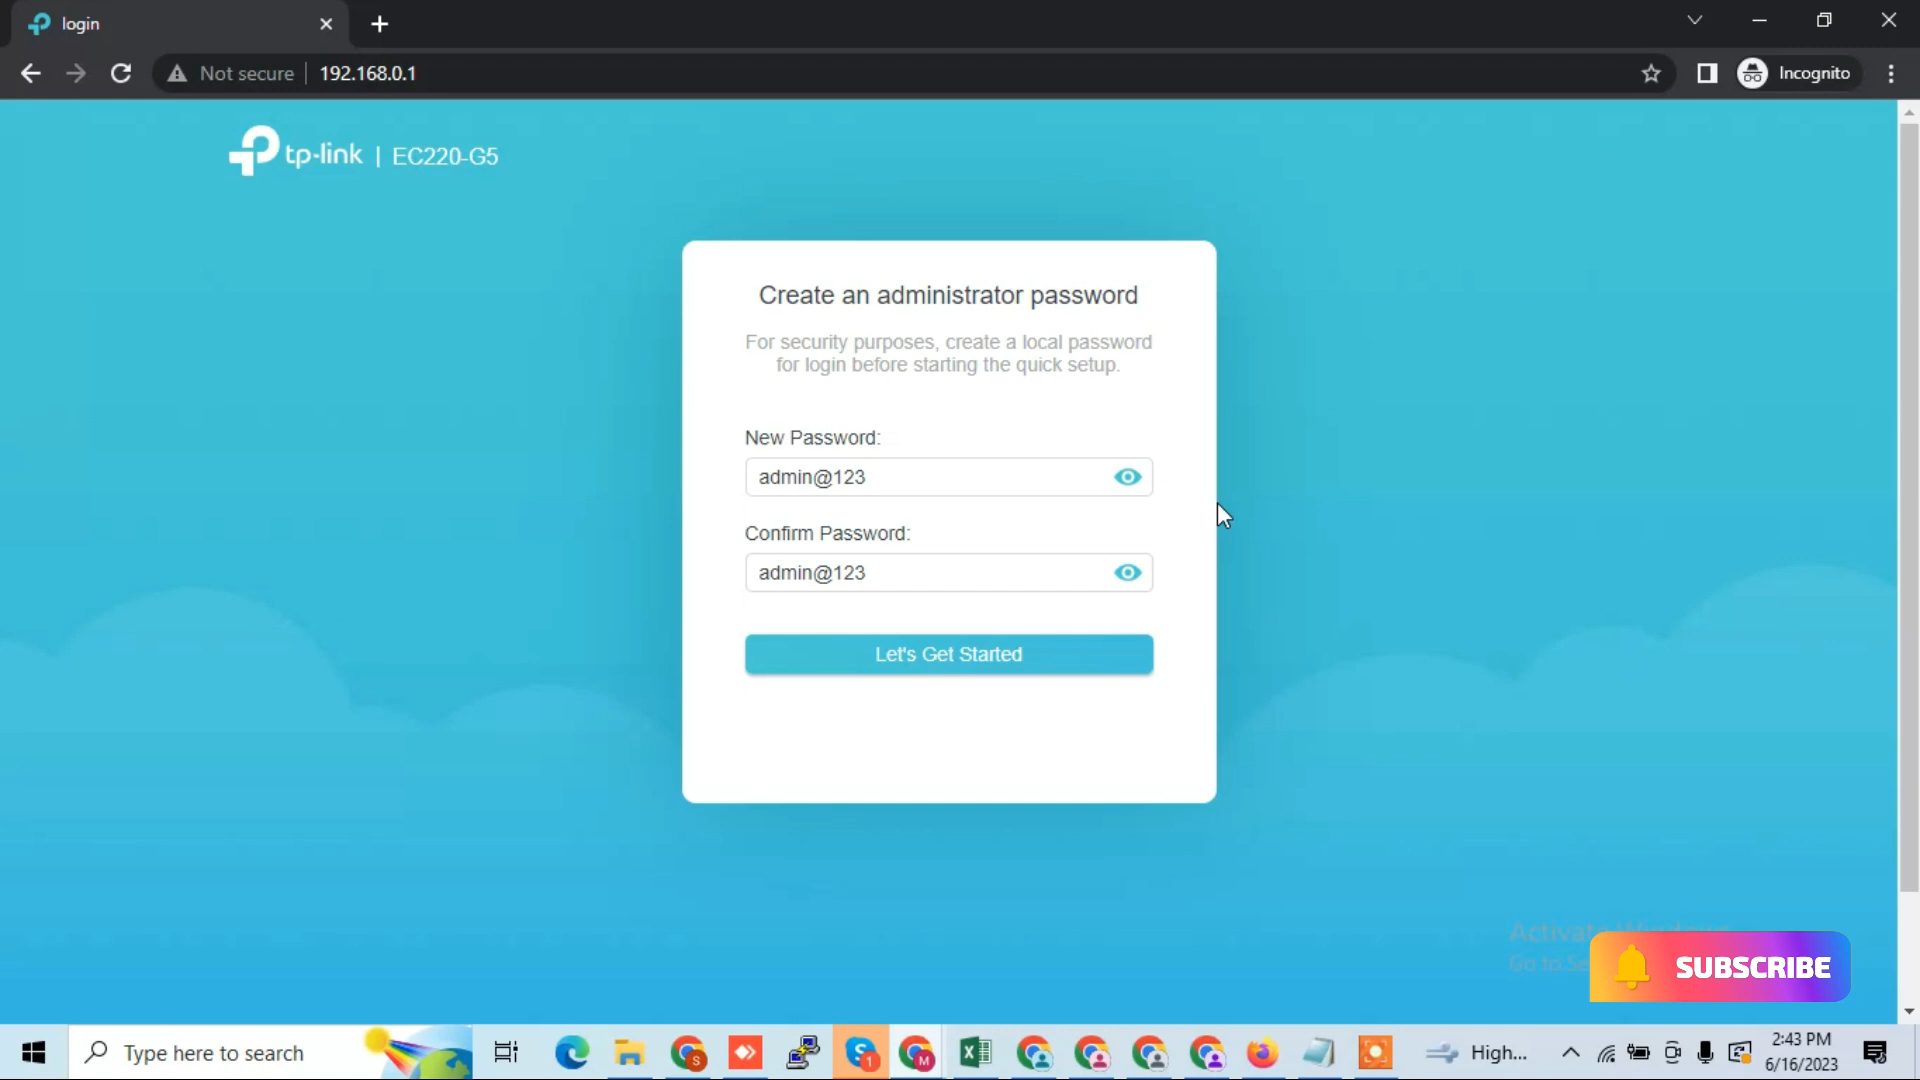 login
Not secure 192.168.0.1
Incognito
tp-link | EC220-G5
Create an administrator password
For security purposes, create a local password
for login before starting the quick setup.
New Password:
admin@123
Confirm Password:
admin@123
Let's Get Started
SUBSCRIBE
Type here to search
S
1
M
High...
2:43 PM
6/16/2023